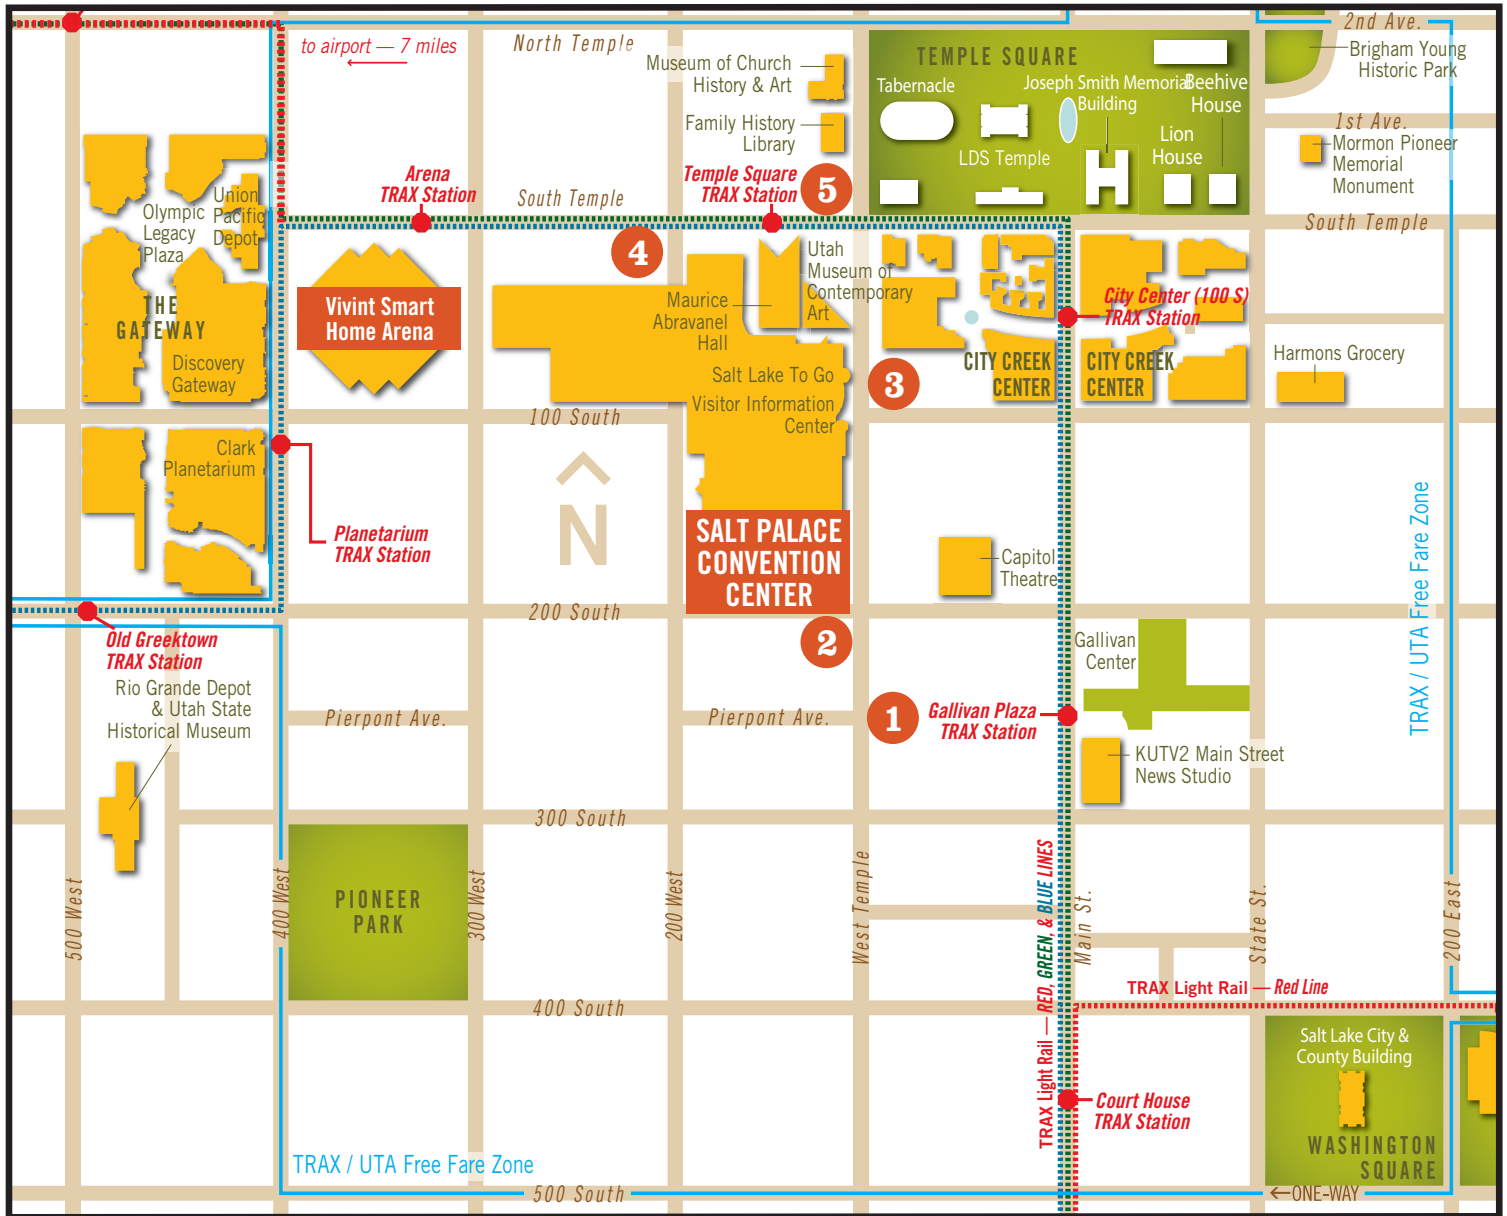 2nd Ave.
to airport — 7 miles
North Temple
Museum of Church
History & Art
TEMPLE SQUARE
Brigham Young
Historic Park
Tabernacle
Joseph Smith Memorial
Building
Beehive
House
Family History
Library
1st Ave.
Lion
House
LDS Temple
Mormon Pioneer
Memorial
Monument
Arena
TRAX Station
South Temple
Temple Square
TRAX Station
5
South Temple
Union
Pacific
Depot
Olympic
Legacy
Plaza
4
Utah
Museum of
Contemporary
Art
THE
GATEWAY
Vivint Smart
Home Arena
Maurice
Abravanel
Hall
City Center (100 S)
TRAX Station
Discovery
Gateway
Salt Lake To Go
Visitor Information
Center
3
CITY CREEK
CENTER
CITY CREEK
CENTER
Harmons Grocery
100 South
Clark
Planetarium
N
Planetarium
TRAX Station
SALT PALACE
CONVENTION
CENTER
Capitol
Theatre
TRAX / UTA Free Fare Zone
200 South
Old Greektown
TRAX Station
2
Gallivan
Center
Rio Grande Depot
& Utah State
Historical Museum
Pierpont Ave.
Pierpont Ave.
1
Gallivan Plaza
TRAX Station
KUTV2 Main Street
News Studio
300 South
500 West
400 West
PIONEER
PARK
300 West
200 West
West Temple
TRAX Light Rail — RED, GREEN, & BLUE LINES
Main St.
State St.
200 East
400 South
TRAX Light Rail — Red Line
Salt Lake City &
County Building
Court House
TRAX Station
WASHINGTON
SQUARE
TRAX / UTA Free Fare Zone
500 South
←ONE-WAY